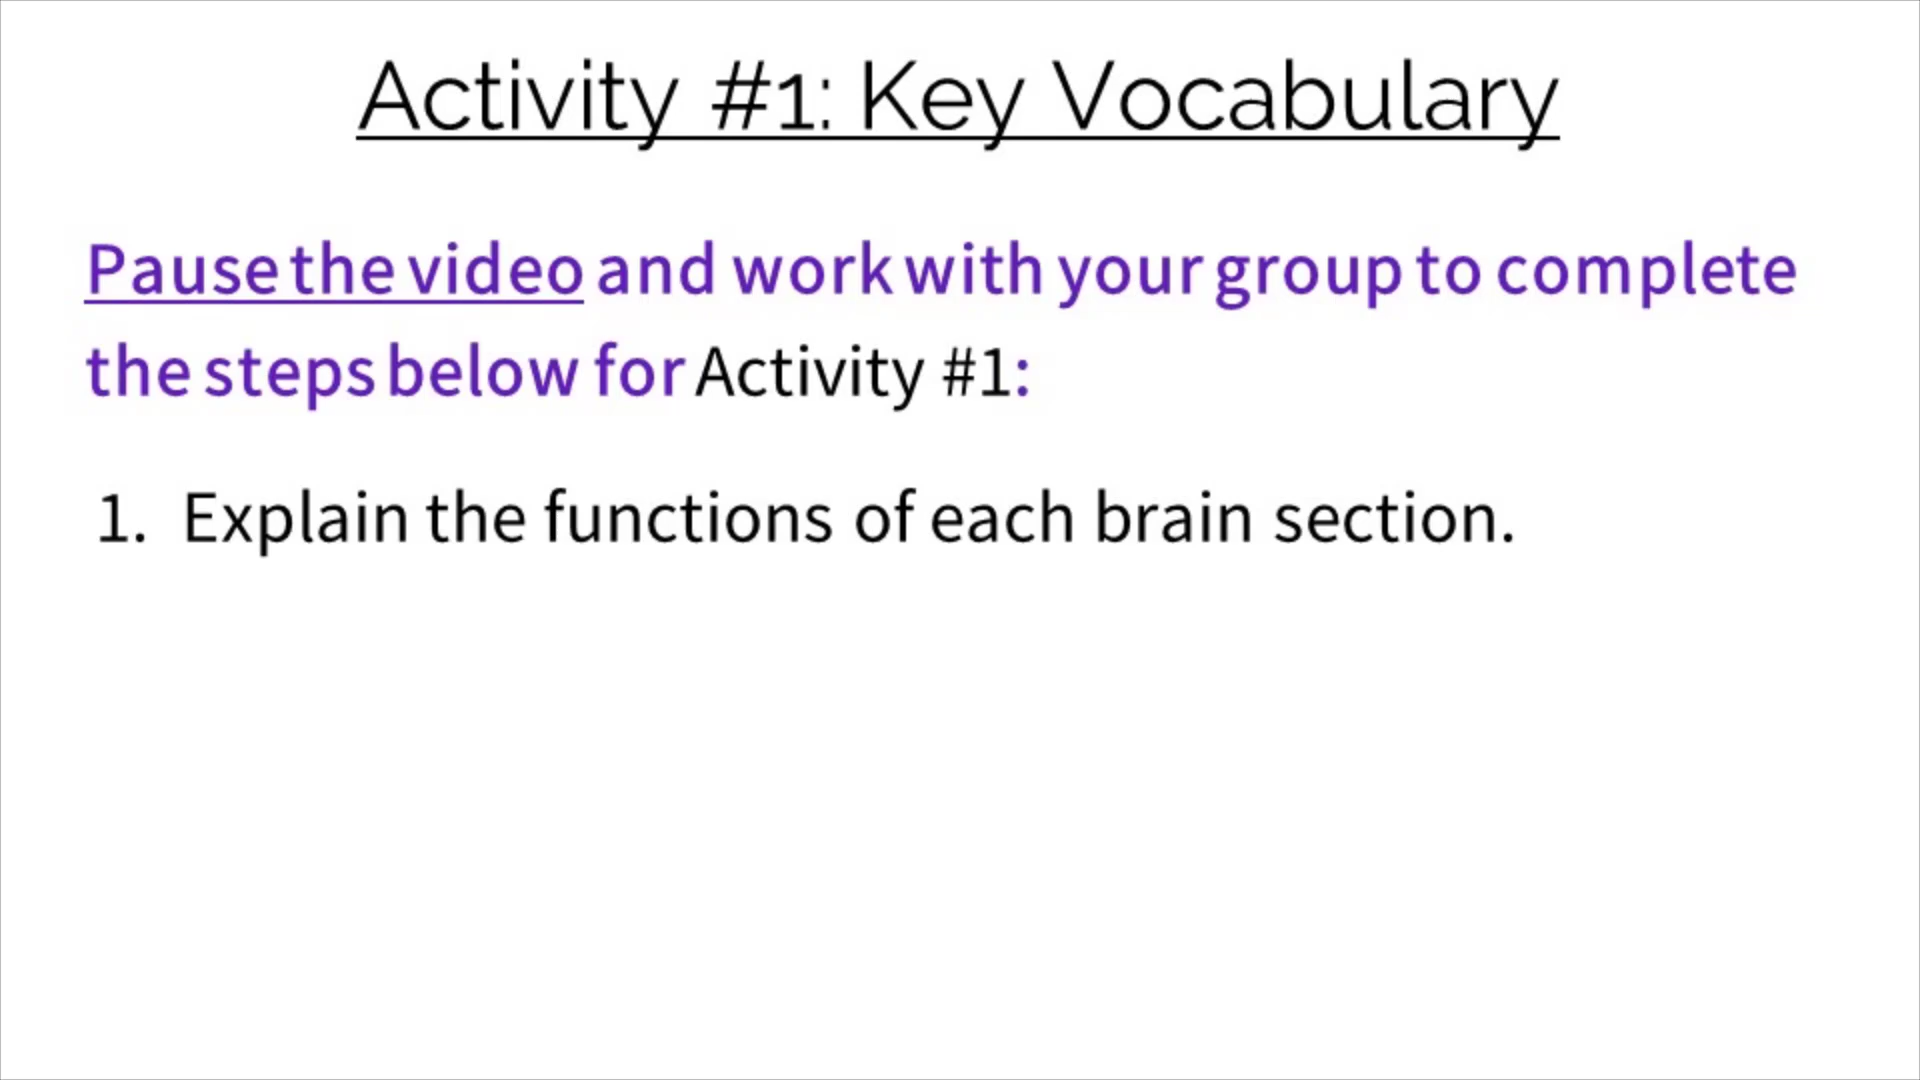 Activity #1: Key Vocabulary
Pause the video and work with your group to complete
the steps below for Activity #1:
1. Explain the functions of each brain section.